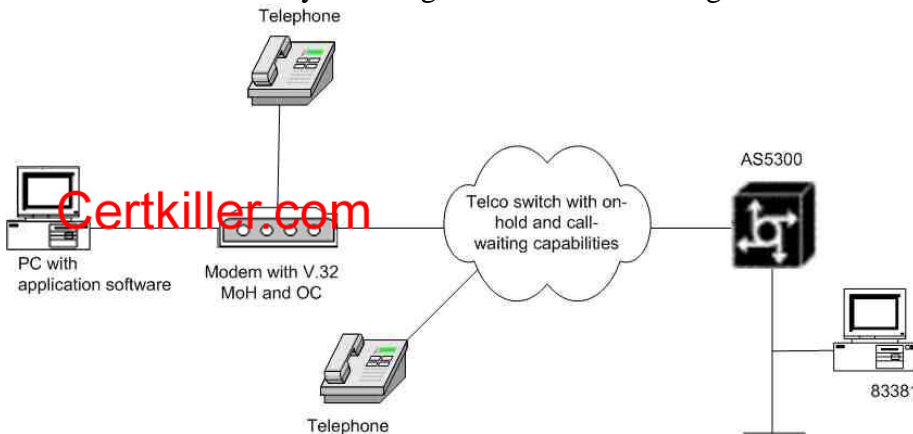 Telephone
AS5300
Certkiller.com
Telco switch with on-
hold and call-
waiting capabilities
PC with
application software
Modem with V.32
MoH and OC
83381
Telephone